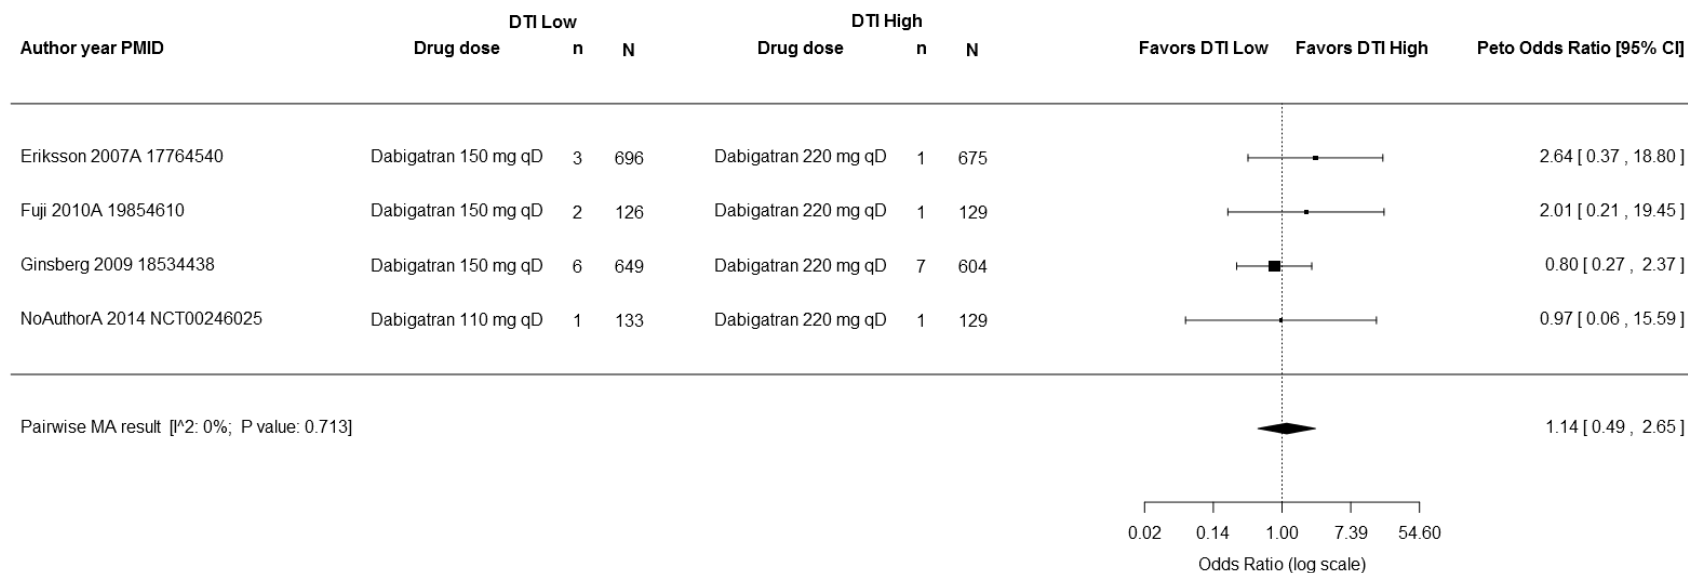 DTI Low DTI High
Author year PMID Drug dose n N Drug dose n N Favors DTI Low Favors DTI High Peto Odds Ratio [95% CI]
Eriksson 2007A 17764540 Dabigatran 150 mg qD 3 696 Dabigatran 220 mg qD 1 675 2.64 [ 0.37 , 18.80 ]
Fuji 2010A 19854610 Dabigatran 150 mg qD 2 126 Dabigatran 220 mg qD 1 129 2.01 [ 0.21 , 19.45 ]
Ginsberg 2009 18534438 Dabigatran 150 mg qD 6 649 Dabigatran 220 mg qD 7 604 0.80 [ 0.27 , 2.37 ]
NoAuthorA 2014 NCT00246025 Dabigatran 110 mg qD 1 133 Dabigatran 220 mg qD 1 129 0.97 [ 0.06 , 15.59 ]
Pairwise MA result [I^2: 0%; P value: 0.713] 1.14 [ 0.49 , 2.65 ]
0.02 0.14 1.00 7.39 54.60
Odds Ratio (log scale)